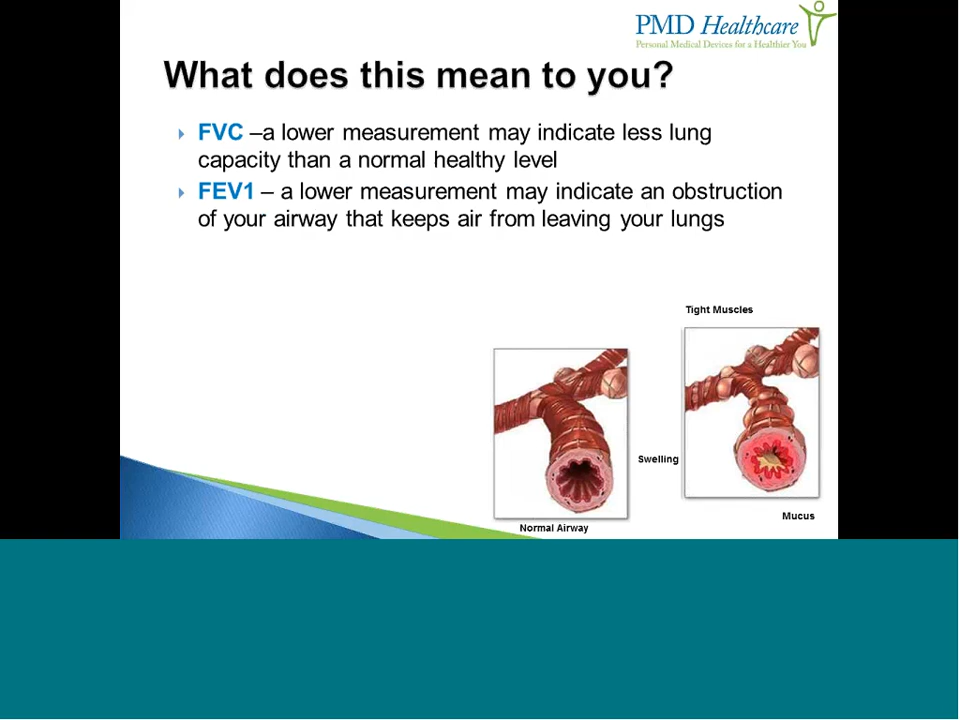 PMD Healthcare
Personal Medical Devices for a Healthier You
What does this mean to you?
FVC –a lower measurement may indicate less lung
capacity than a normal healthy level
FEV1 – a lower measurement may indicate an obstruction
of your airway that keeps air from leaving your lungs
Tight Muscles
Swelling
Mucus
Normal Airway